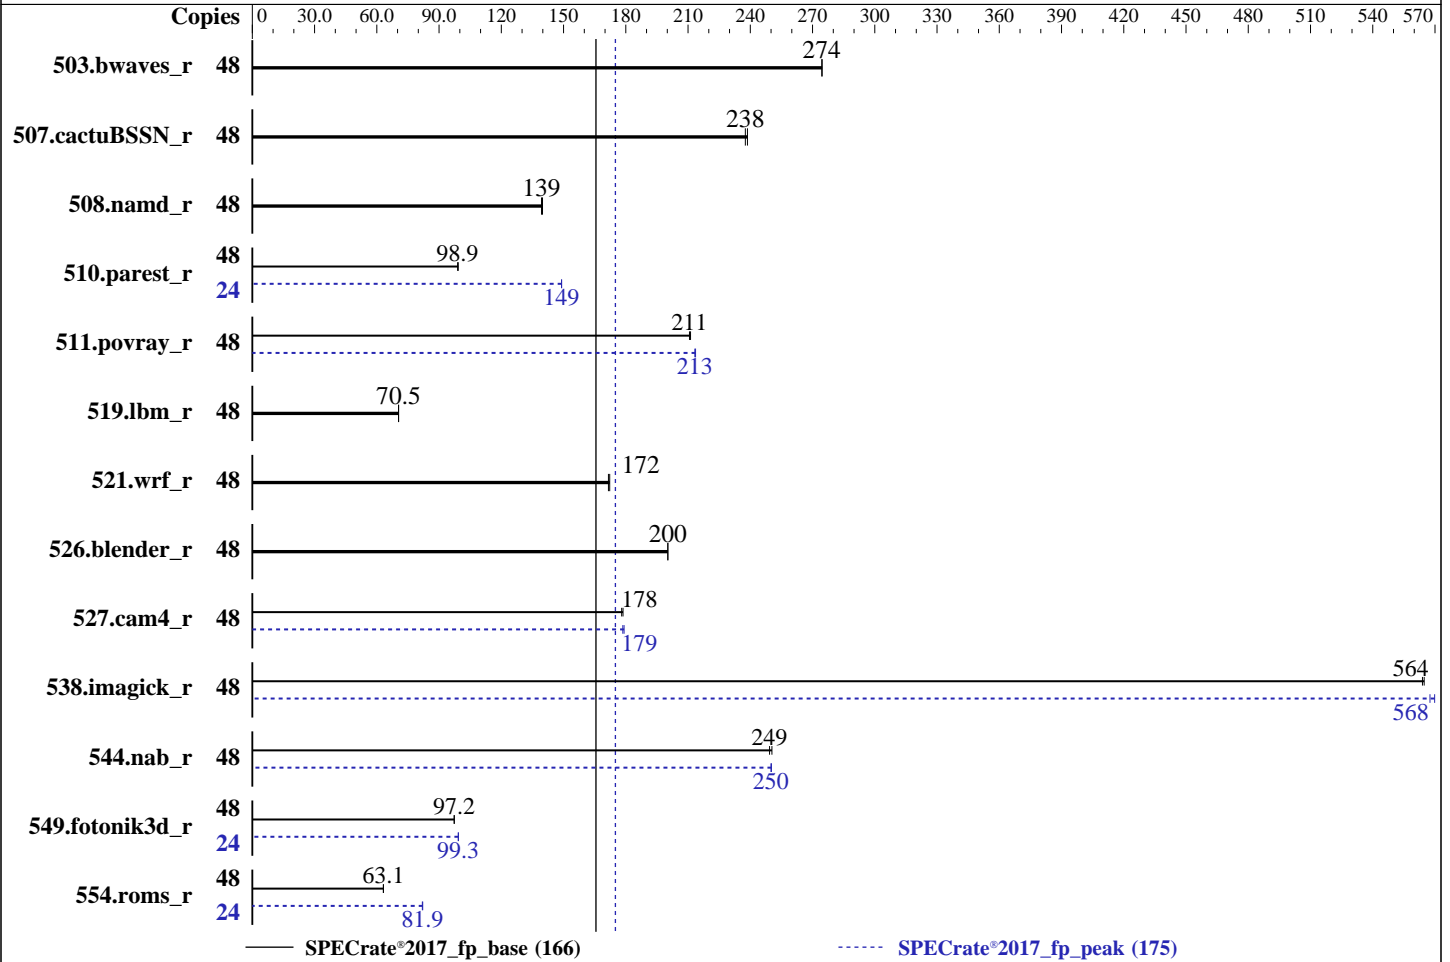 Copies 0 30.0 60.0 90.0 120 150 180 210 240 270 300 330 360 390 420 450 480 510 540 570
274
503.bwaves_r 48
238
507.cactuBSSN_r 48
139
508.namd_r 48
48 98.9
510.parest_r
24 149
211
511.povray_r 48
213
70.5
519.lbm_r 48
172
521.wrf_r 48
200
526.blender_r 48
178
527.cam4_r 48
179
564
538.imagick_r 48
568
249
544.nab_r 48
250
48 97.2
549.fotonik3d_r
24 99.3
48 63.1
554.roms_r
24 81.9
SPECrate®2017_fp_base (166) SPECrate®2017_fp_peak (175)